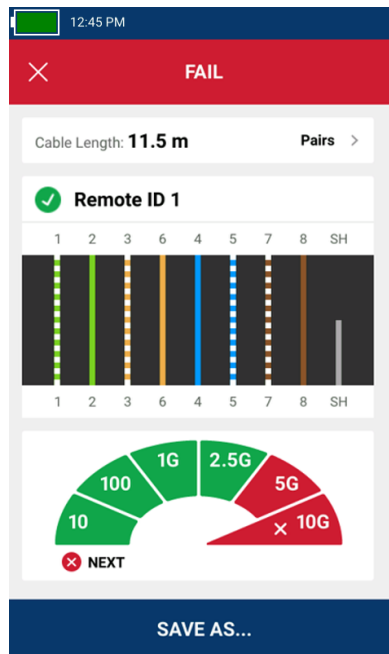 12:45 PM
FAIL
Cable Length: 11.5 m Pairs >
Remote ID 1
1 2 3 6 4 5 7 8 SH
1 2 3 6 4 5 7 8 SH
10 100 1G 2.5G 5G 10G
NEXT
SAVE AS...